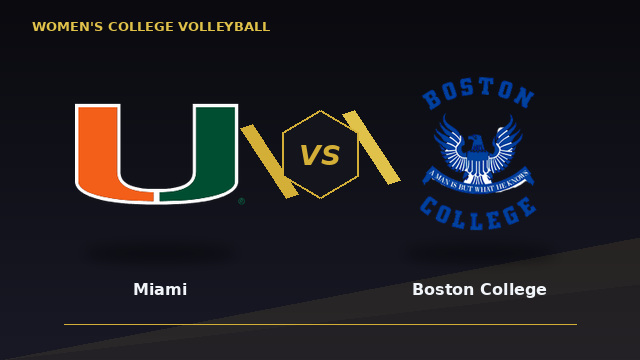 WOMEN'S COLLEGE VOLLEYBALL
BOSTON
A MAN IS BUT WHAT HE KNOWS
COLLEGE
VS
®
Miami
Boston College